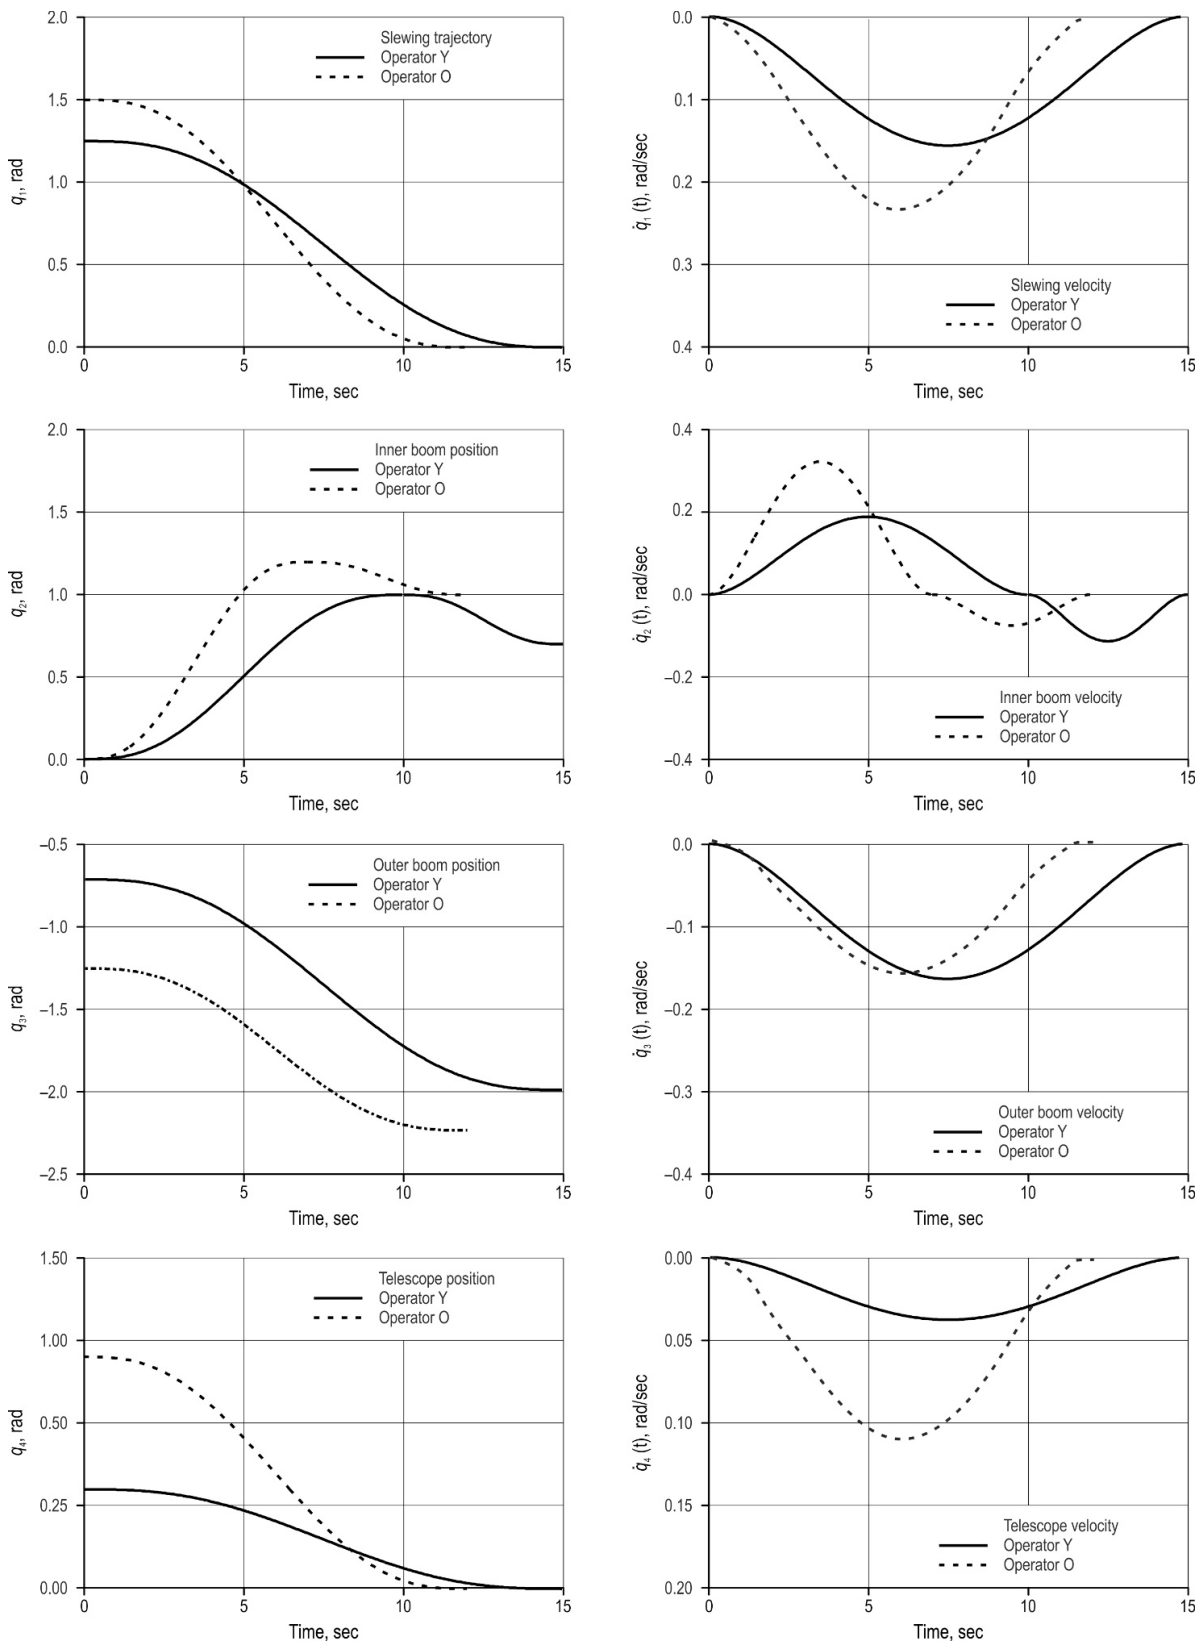 2.0
1.5
1.0
0.5
0.0
q₁, rad
Slewing trajectory
Operator Y
Operator O
0 5 10 15
Time, sec
0.0
0.1
0.2
0.3
0.4
q̇₁ (t), rad/sec
Slewing velocity
Operator Y
Operator O
0 5 10 15
Time, sec
2.0
1.5
1.0
0.5
0.0
q₂, rad
Inner boom position
Operator Y
Operator O
0 5 10 15
Time, sec
0.4
0.2
0.0
–0.2
–0.4
q̇₂ (t), rad/sec
Inner boom velocity
Operator Y
Operator O
0 5 10 15
Time, sec
–0.5
–1.0
–1.5
–2.0
–2.5
q₃, rad
Outer boom position
Operator Y
Operator O
0 5 10 15
Time, sec
0.0
–0.1
–0.2
–0.3
–0.4
q̇₃ (t), rad/sec
Outer boom velocity
Operator Y
Operator O
0 5 10 15
Time, sec
1.50
1.00
0.50
0.25
0.00
q₄, rad
Telescope position
Operator Y
Operator O
0 5 10 15
Time, sec
0.00
0.05
0.10
0.15
0.20
q̇₄ (t), rad/sec
Telescope velocity
Operator Y
Operator O
0 5 10 15
Time, sec